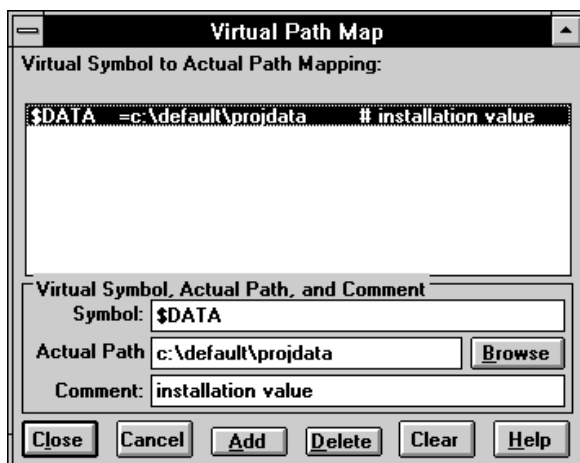 Virtual Path Map
Virtual Symbol to Actual Path Mapping:
$DATA =c:\default\projdata # installation value
Virtual Symbol, Actual Path, and Comment
Symbol: $DATA
Actual Path c:\default\projdata Browse
Comment: installation value
Close Cancel Add Delete Clear Help